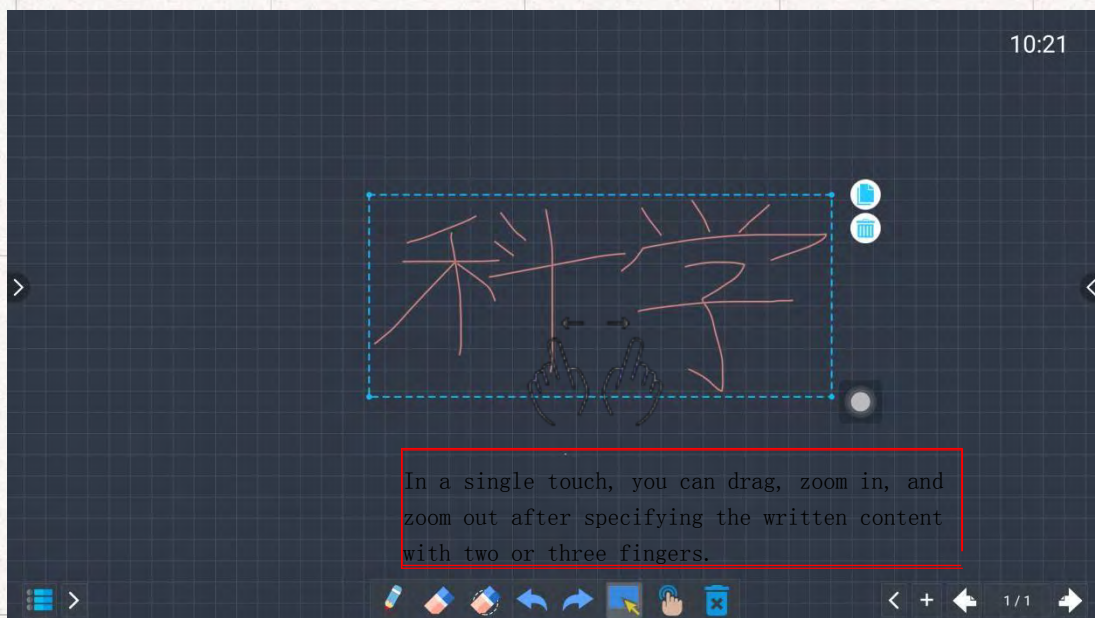 10:21
科学
In a single touch, you can drag, zoom in, and
zoom out after specifying the written content
with two or three fingers.
1/1